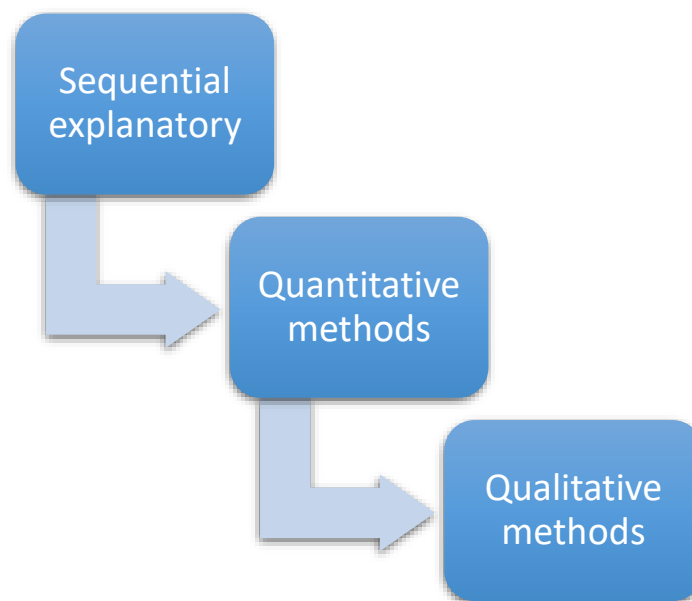 Sequential
explanatory
Quantitative
methods
Qualitative
methods